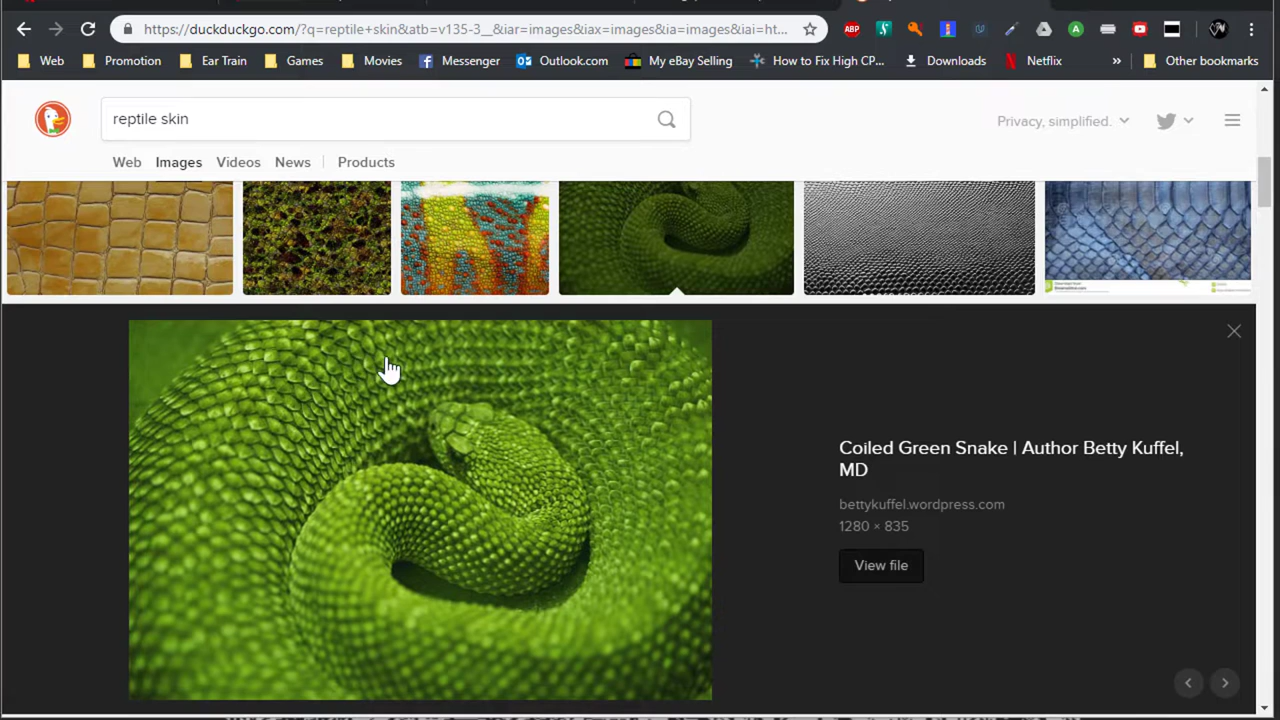 https://duckduckgo.com/?q=reptile+skin&atb=v135-3__&iar=images&iax=images&ia=images&iai=ht...
ABP
Web Promotion Ear Train Games Movies Messenger Outlook.com My eBay Selling How to Fix High CP... Downloads Netflix » Other bookmarks
reptile skin
Privacy, simplified.
Web Images Videos News Products
Coiled Green Snake | Author Betty Kuffel,
MD
bettykuffel.wordpress.com
1280 × 835
View file